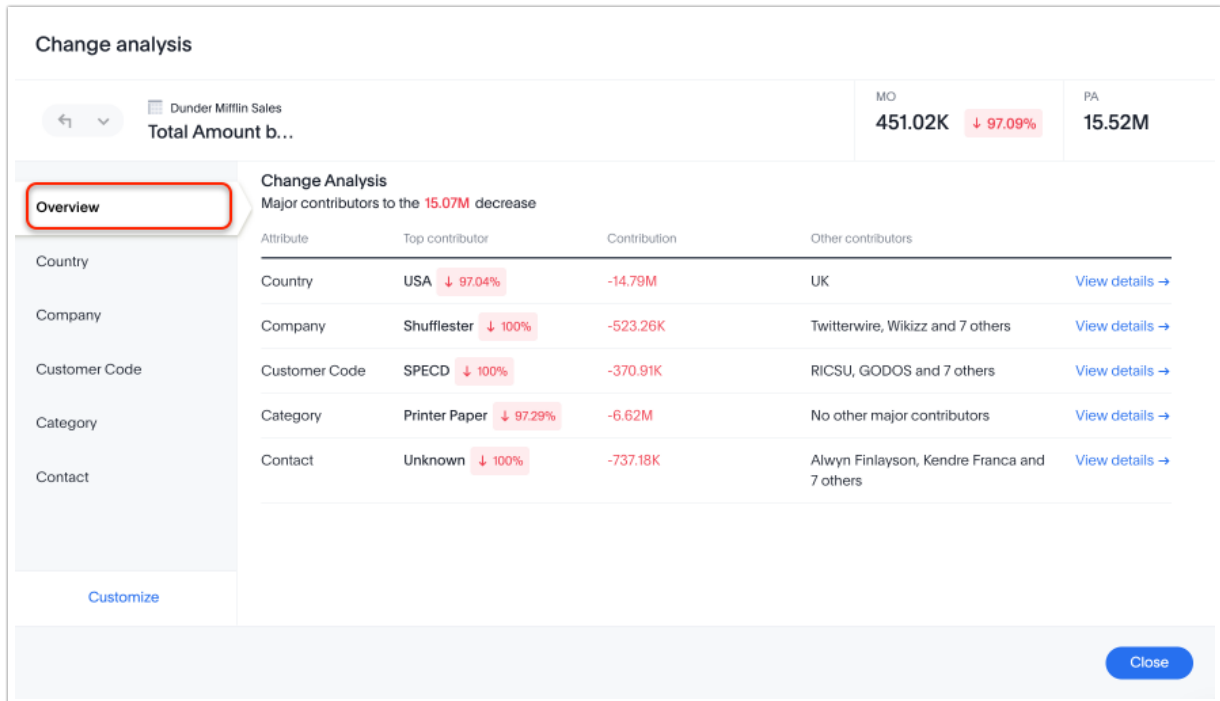 Change analysis
Dunder Mifflin Sales
Total Amount b...
MO
451.02K ↓ 97.09%
PA
15.52M
Overview
Country
Company
Customer Code
Category
Contact
Customize
Change Analysis
Major contributors to the 15.07M decrease
Attribute Top contributor Contribution Other contributors
Country USA ↓ 97.04% -14.79M UK View details →
Company Shufflester ↓ 100% -523.26K Twitterwire, Wikizz and 7 others View details →
Customer Code SPECD ↓ 100% -370.91K RICSU, GODOS and 7 others View details →
Category Printer Paper ↓ 97.29% -6.62M No other major contributors View details →
Contact Unknown ↓ 100% -737.18K Alwyn Finlayson, Kendre Franca and View details →
7 others
Close